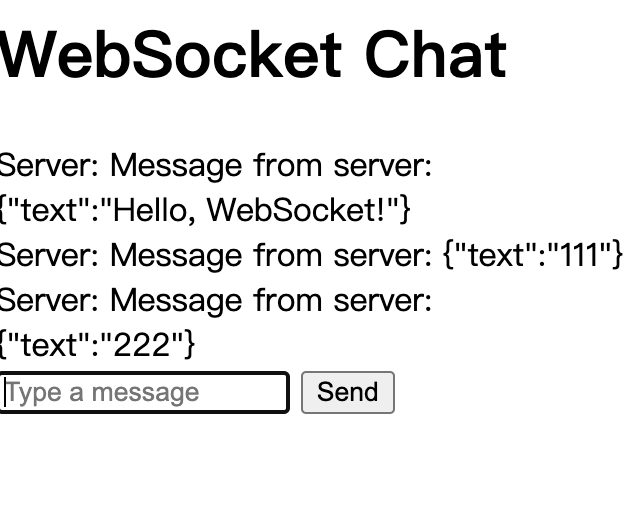 WebSocket Chat
Server: Message from server:
{"text":"Hello, WebSocket!"}
Server: Message from server: {"text":"111"}
Server: Message from server:
{"text":"222"}
Type a message Send